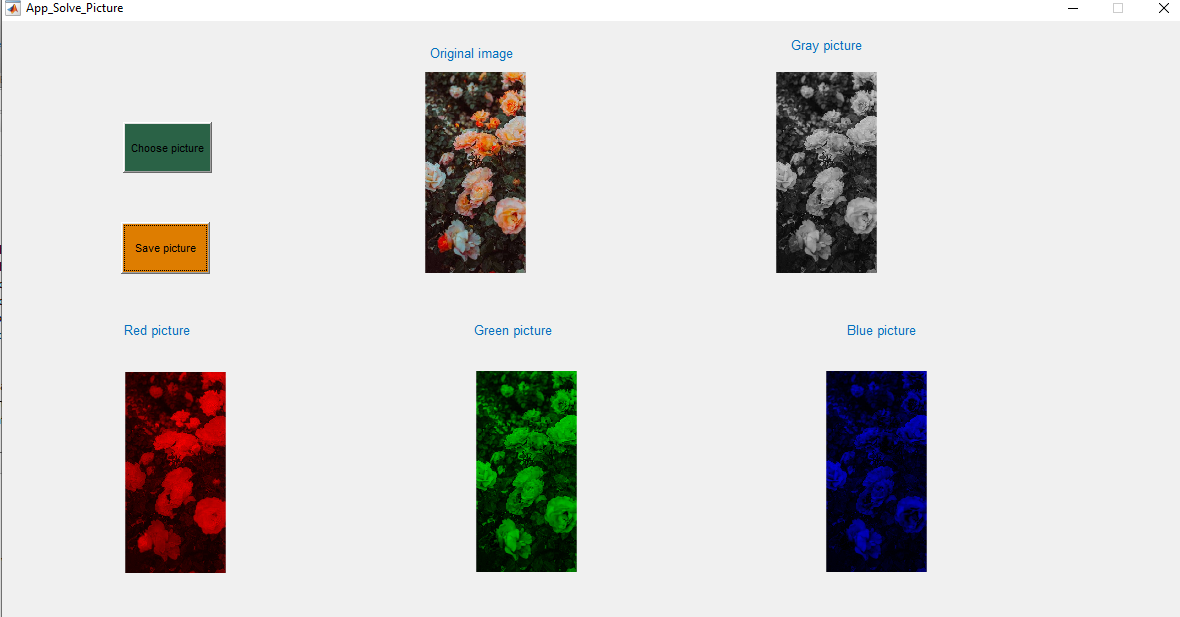 App_Solve_Picture
Original image
Gray picture
Choose picture
Save picture
Red picture
Green picture
Blue picture